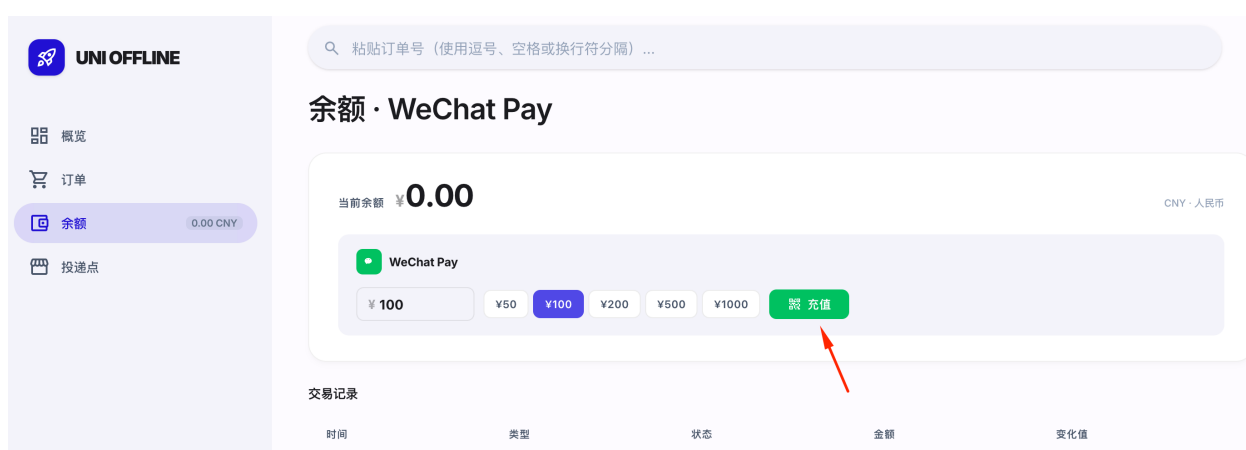 UNI OFFLINE
粘贴订单号（使用逗号、空格或换行符分隔）...
概览
订单
余额 0.00 CNY
投递点
余额 · WeChat Pay
当前余额 ¥0.00 CNY · 人民币
WeChat Pay
¥ 100 ¥50 ¥100 ¥200 ¥500 ¥1000 充值
交易记录
时间 类型 状态 金额 变化值